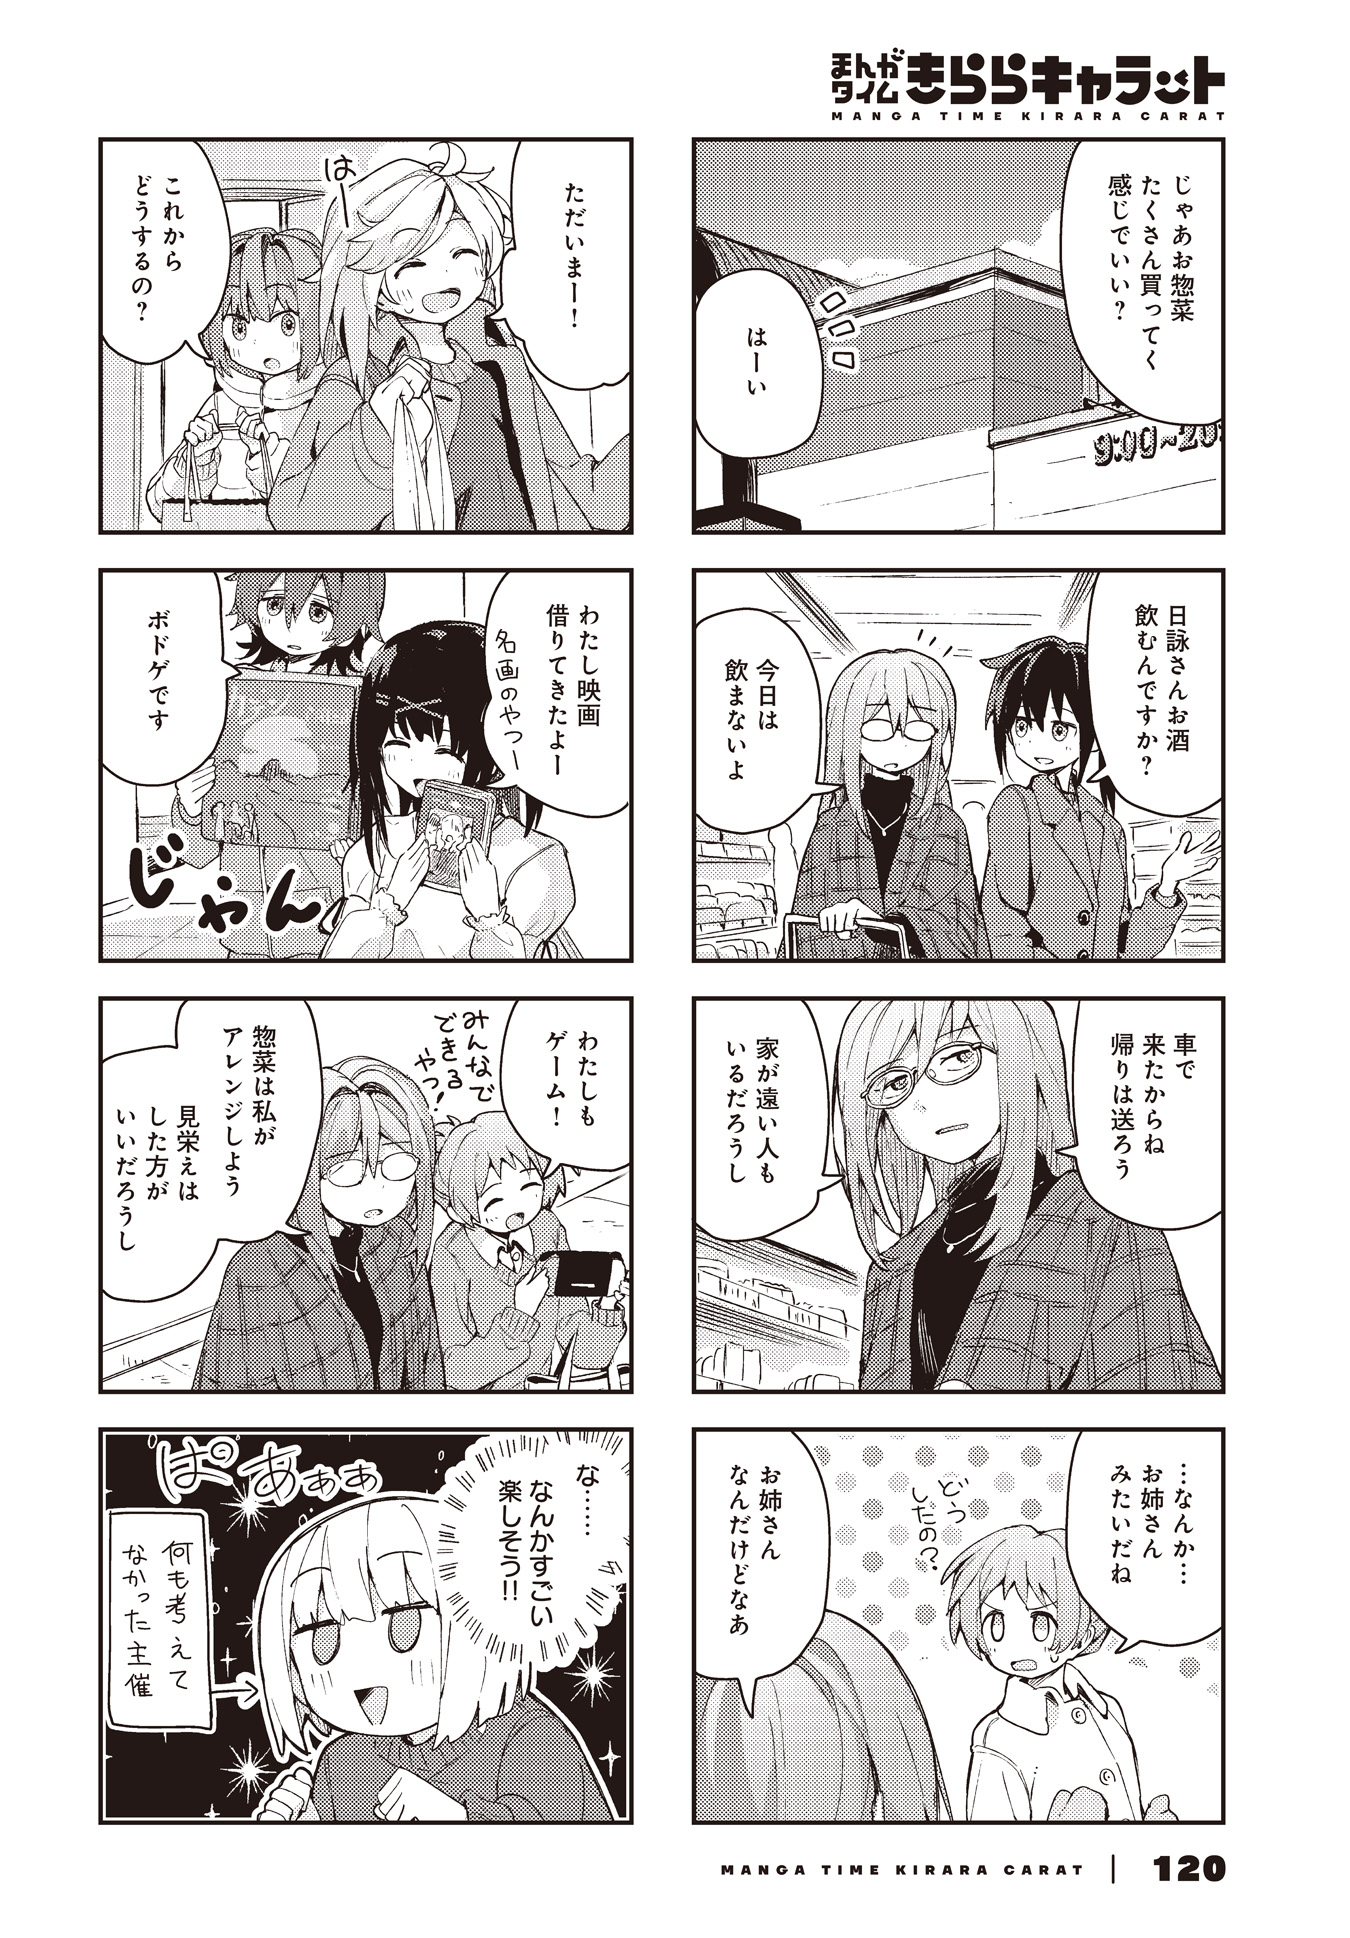 まんが
タイム
きららキャラット
MANGA TIME KIRARA CARAT
じゃあお惣菜
たくさん買ってく
感じでいい?
はーい
9:00~20:
日詠さんお酒
飲むんですか?
今日は
飲まないよ
車で
来たからね
帰りは送ろう
家が遠い人も
いるだろうし
…なんか…
お姉さん
みたいだね
どう
したの?
お姉さん
なんだけどなあ
ただいまー!
はー
これから
どうするの?
わたし映画
借りてきたよー
名画のやつー
ボドゲです
じゃん
わたしも
ゲーム!
みんなで
できる
やつ!
惣菜は私が
アレンジしよう
見栄えは
した方が
いいだろうし
な……
なんかすごい
楽しそう!!
ぱあぁぁ
何も考えて
なかった主催
MANGA TIME KIRARA CARAT | 120